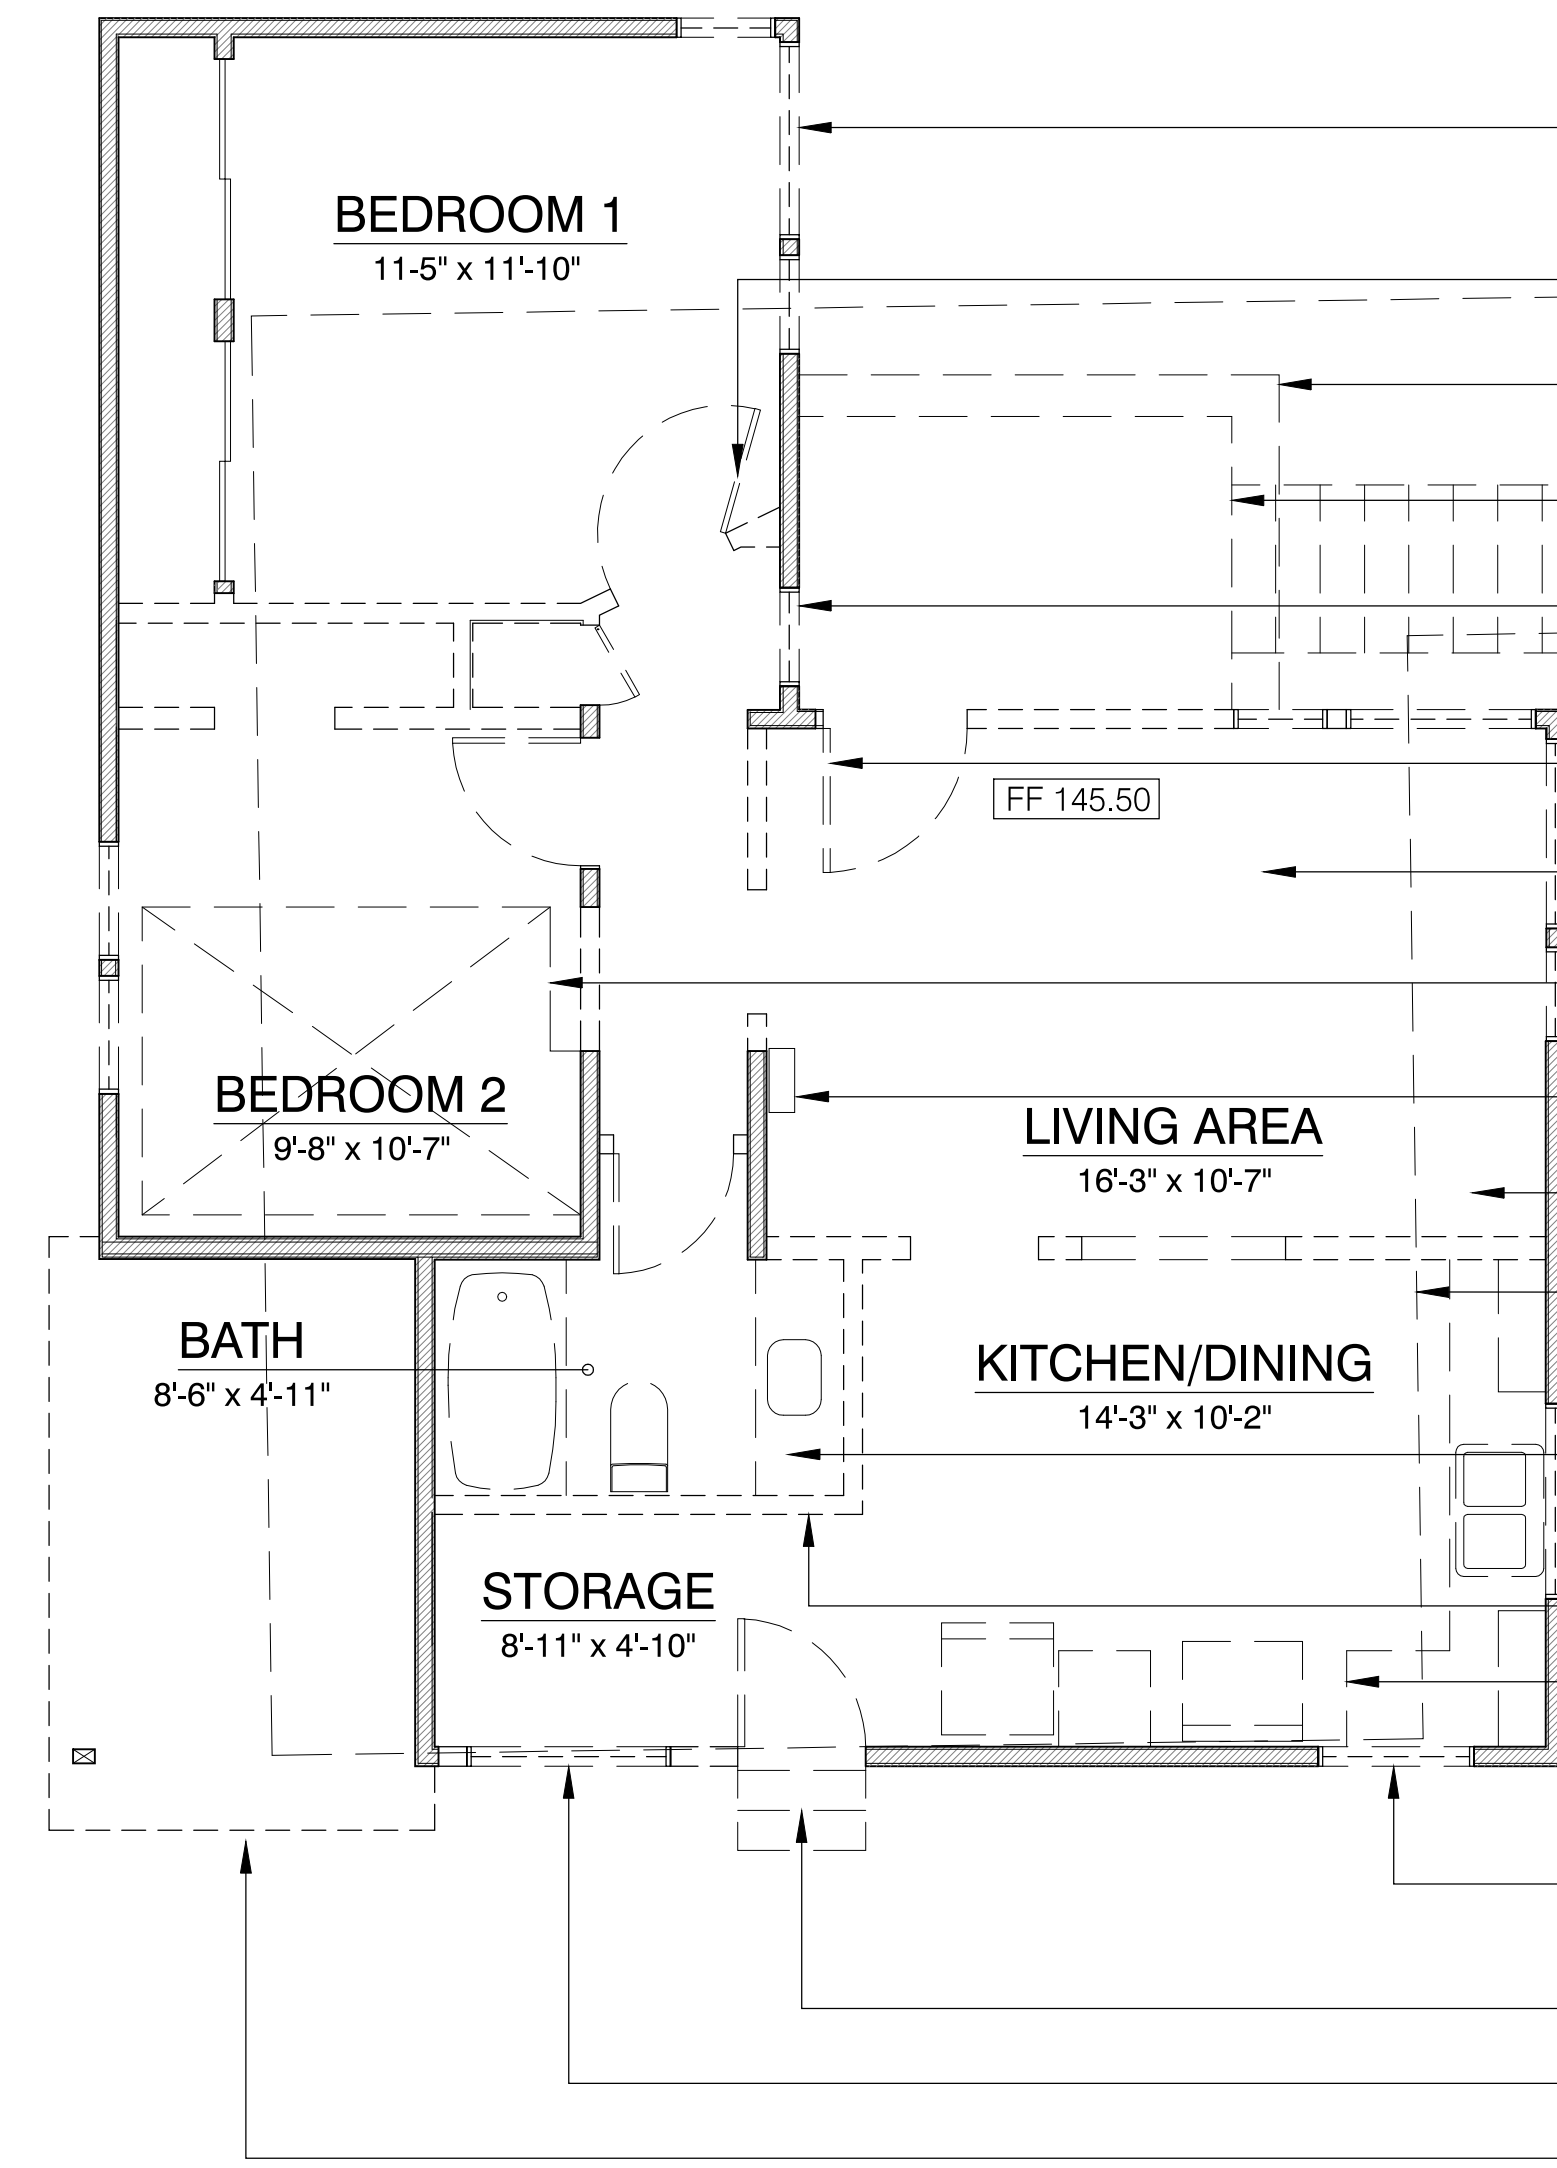 BEDROOM 1
11-5" x 11'-10"
FF 145.50
BEDROOM 2
9'-8" x 10'-7"
LIVING AREA
16'-3" x 10'-7"
BATH
8'-6" x 4'-11"
KITCHEN/DINING
14'-3" x 10'-2"
STORAGE
8'-11" x 4'-10"